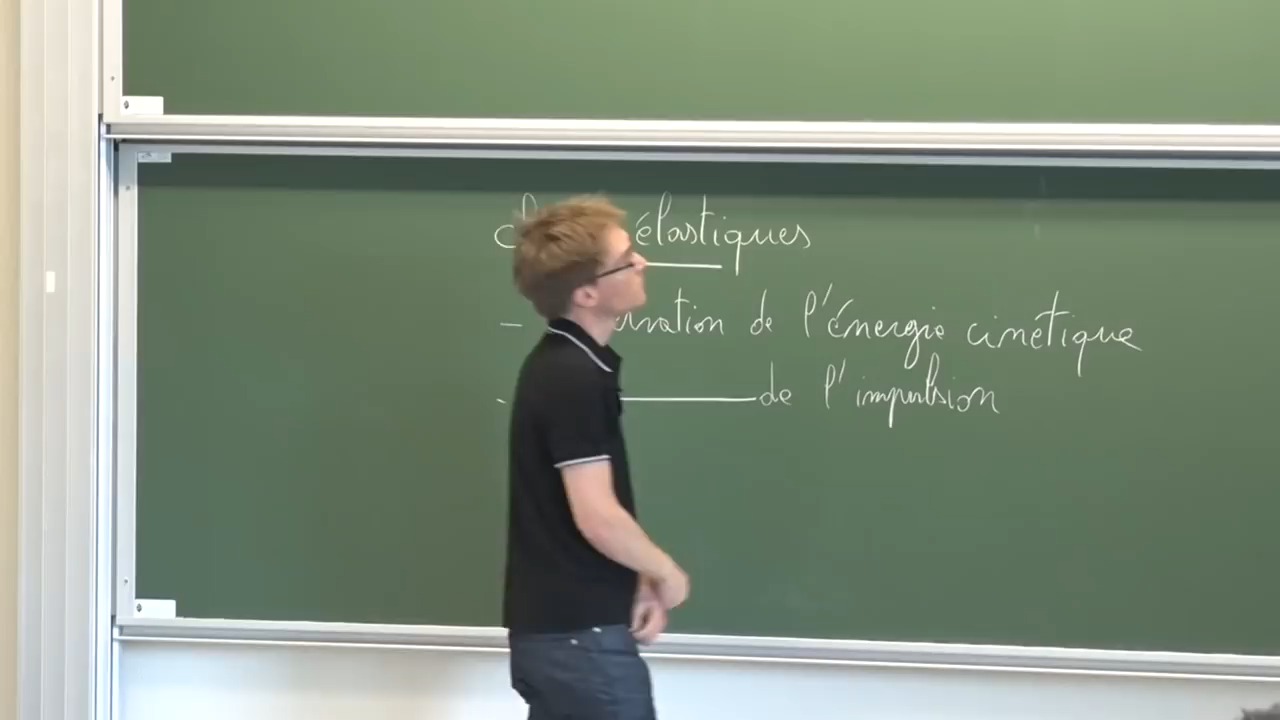 élastiques
- de l'énergie cinétique
- de l'impulsion